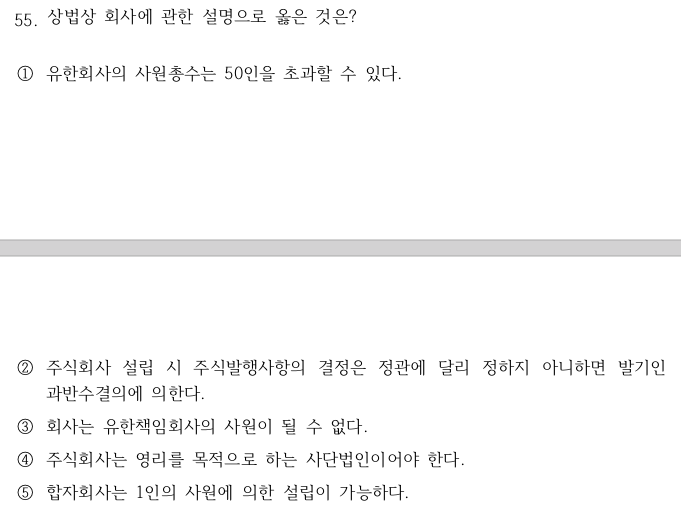 55. 상법상 회사에 관한 설명으로 옳은 것은?
① 유한회사의 사원총수는 50인을 초과할 수 있다.
② 주식회사 설립 시 주식발행사항의 결정은 정관에 달리 정하지 아니하면 발기인
과반수결의에 의한다.
③ 회사는 유한책임회사의 사원이 될 수 없다.
④ 주식회사는 영리를 목적으로 하는 사단법인이어야 한다.
⑤ 합자회사는 1인의 사원에 의한 설립이 가능하다.